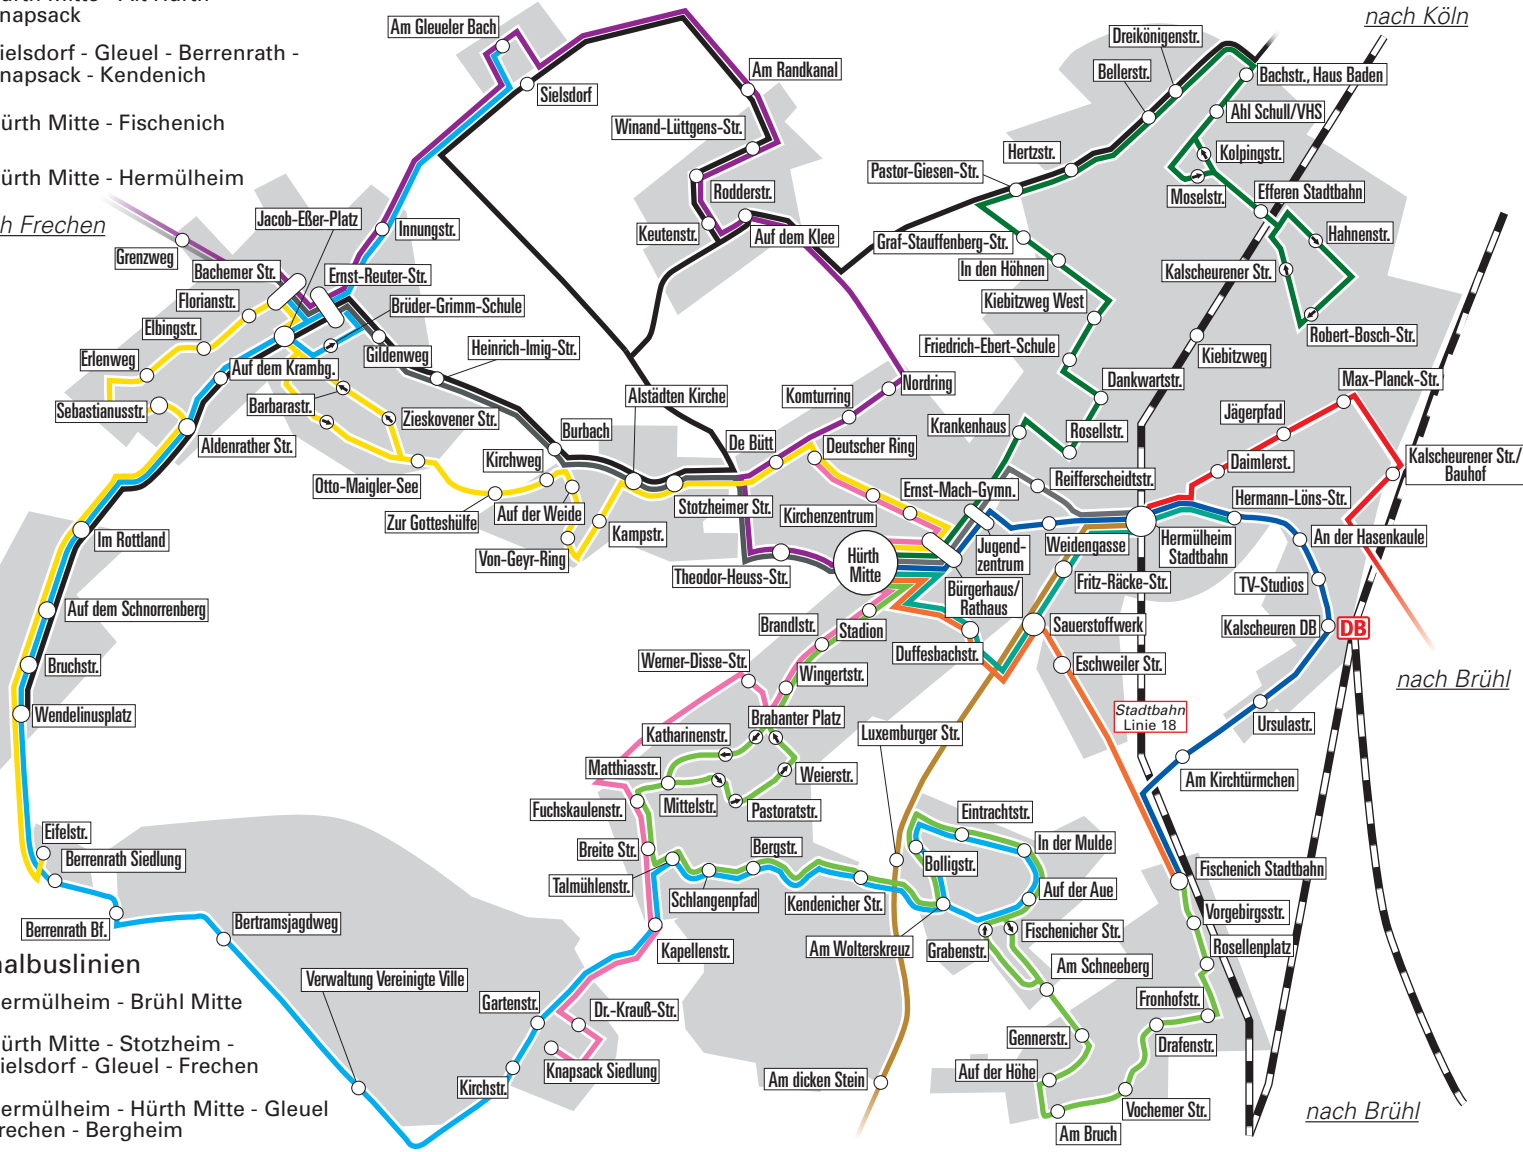 Hürth Mitte - Alt-Hürth
napsack
ielsdorf - Gleuel - Berrenrath -
napsack - Kendenich
ürth Mitte - Fischenich
ürth Mitte - Hermülheim
h Frechen
nach Köln
Am Gleueler Bach
Sielsdorf
Am Randkanal
Winand-Lüttgens-Str.
Rodderstr.
Keutenstr.
Auf dem Klee
Dreikönigenstr.
Bellerstr.
Bachstr., Haus Baden
Ahl Schull/VHS
Kolpingstr.
Moselstr.
Efferen Stadtbahn
Hahnenstr.
Kalscheurener Str.
Robert-Bosch-Str.
Hertzstr.
Pastor-Giesen-Str.
Graf-Stauffenberg-Str.
In den Höhnen
Kiebitzweg West
Friedrich-Ebert-Schule
Dankwartstr.
Rosellstr.
Krankenhaus
Kiebitzweg
Max-Planck-Str.
Jägerpfad
Daimlerst.
Kalscheurener Str./
Bauhof
Hermann-Löns-Str.
An der Hasenkaule
Jacob-Eßer-Platz
Grenzweg
Bachemer Str.
Innungstr.
Ernst-Reuter-Str.
Florianstr.
Brüder-Grimm-Schule
Elbingstr.
Gildenweg
Heinrich-Imig-Str.
Erlenweg
Auf dem Krambg.
Sebastianusstr.
Barbarastr.
Zieskovener Str.
Aldenrather Str.
Otto-Maigler-See
Burbach
Kirchweg
Alstädten Kirche
Zur Gotteshülfe
Auf der Weide
Kampstr.
Von-Geyr-Ring
Komturring
Nordring
De Bütt
Deutscher Ring
Stotzheimer Str.
Kirchenzentrum
Theodor-Heuss-Str.
Hürth
Mitte
Ernst-Mach-Gymn.
Reifferscheidtstr.
Jugend-
zentrum
Weidengasse
Hermülheim
Stadtbahn
Bürgerhaus/
Rathaus
Fritz-Räcke-Str.
TV-Studios
Kalscheuren DB
DB
Sauerstoffwerk
Duffesbachstr.
Eschweiler Str.
nach Brühl
Stadtbahn
Linie 18
Ursulastr.
Am Kirchtürmchen
Im Rottland
Auf dem Schnorrenberg
Bruchstr.
Wendelinusplatz
Eifelstr.
Berrenrath Siedlung
Berrenrath Bf.
Bertramsjagdweg
Verwaltung Vereinigte Ville
Brandlstr.
Stadion
Werner-Disse-Str.
Wingertstr.
Brabanter Platz
Katharinenstr.
Matthiasstr.
Weierstr.
Mittelstr.
Pastoratstr.
Fuchskaulenstr.
Luxemburger Str.
Breite Str.
Bergstr.
Talmühlenstr.
Schlangenpfad
Kendenicher Str.
Eintrachtstr.
In der Mulde
Bolligstr.
Auf der Aue
Am Wolterskreuz
Grabenstr.
Fischenicher Str.
Fischenich Stadtbahn
Vorgebirgsstr.
Rosellenplatz
Am Schneeberg
Fronhofstr.
Gennerstr.
Drafenstr.
Auf der Höhe
Vochemer Str.
Am Bruch
Am dicken Stein
Kapellenstr.
Gartenstr.
Dr.-Krauß-Str.
Knapsack Siedlung
Kirchstr.
nach Brühl
albuslinien
ermülheim - Brühl Mitte
ürth Mitte - Stotzheim -
ielsdorf - Gleuel - Frechen
ermülheim - Hürth Mitte - Gleuel
rechen - Bergheim